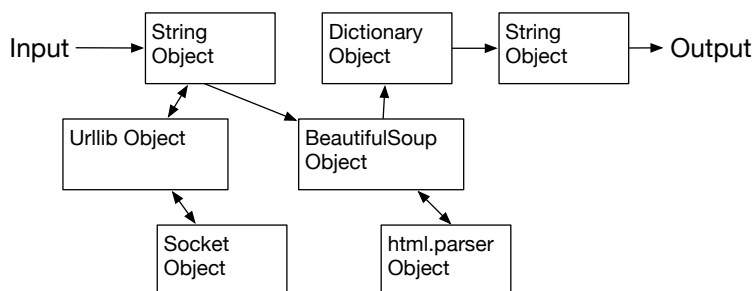 Input
String
Object
Dictionary
Object
String
Object
Output
Urllib Object
BeautifulSoup
Object
Socket
Object
html.parser
Object